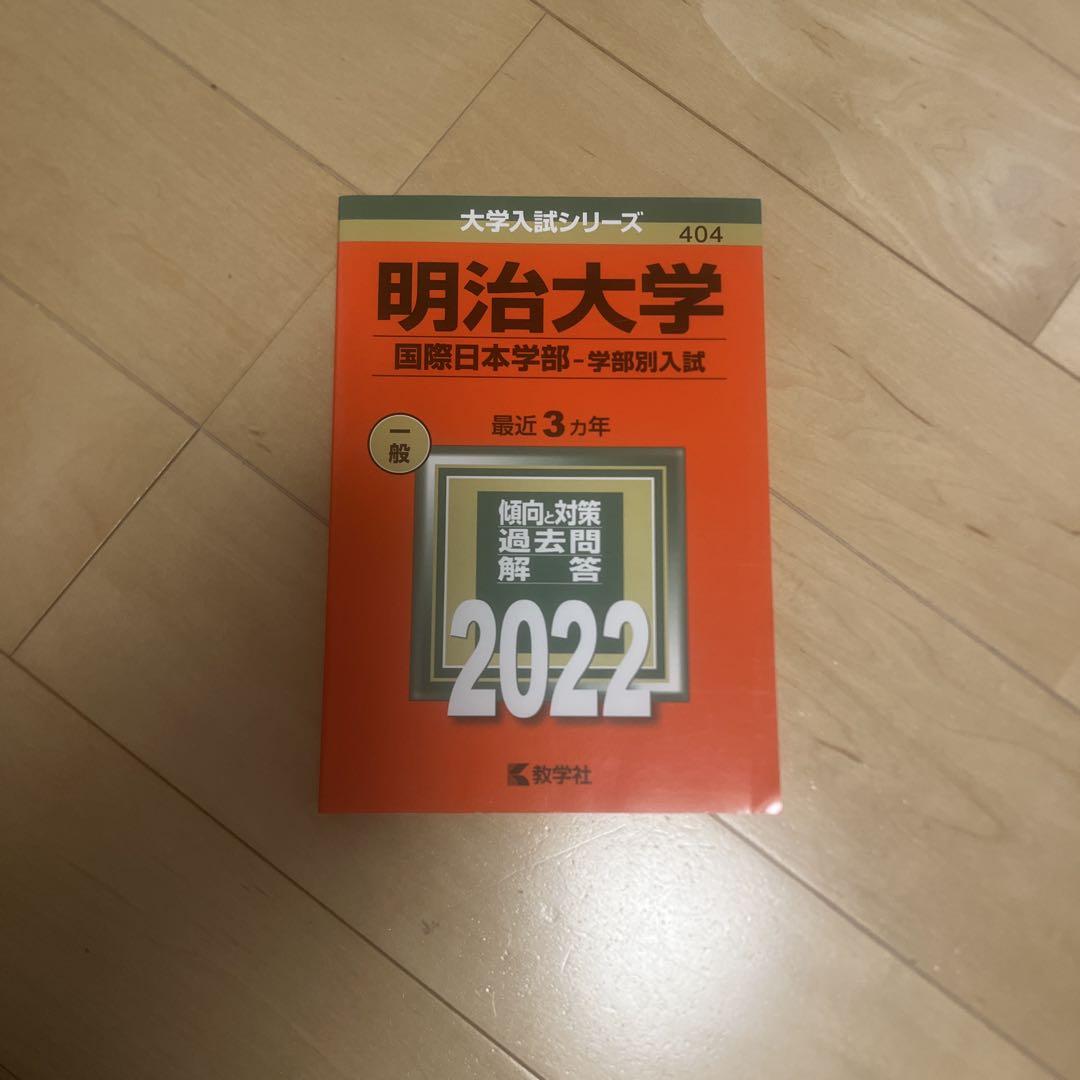 大学入試シリーズ
404
明治大学
国際日本学部-学部別入試
最近3ヵ年
一般
傾向と対策
過去問
解答
2022
教学社